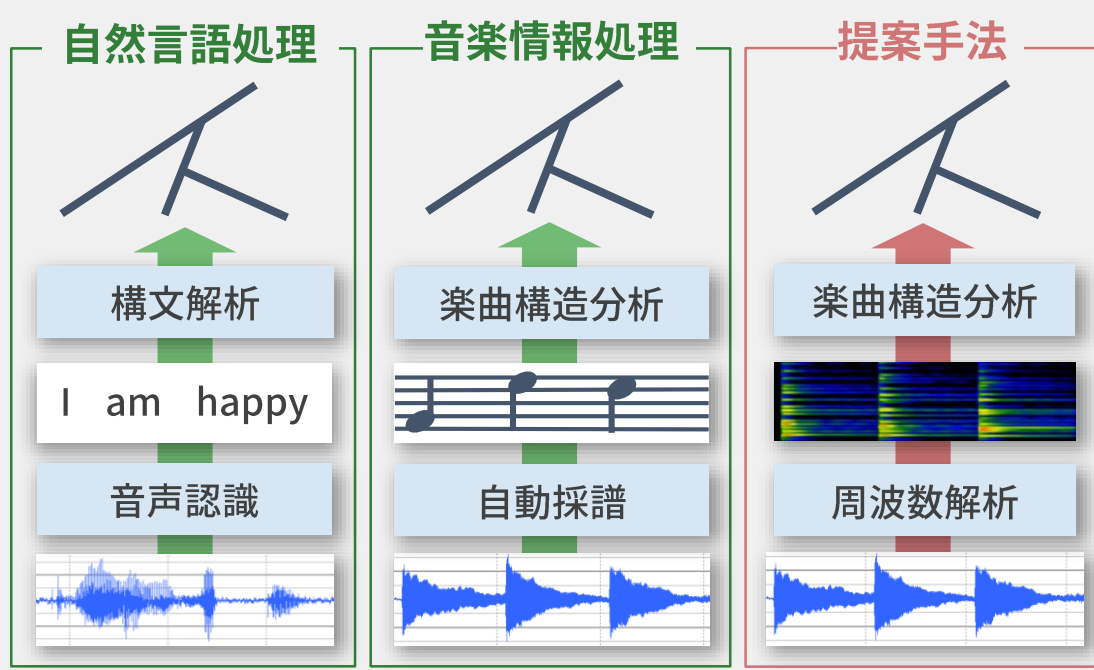 自然言語処理
構文解析
I am happy
音声認識
音楽情報処理
楽曲構造分析
自動採譜
提案手法
楽曲構造分析
周波数解析